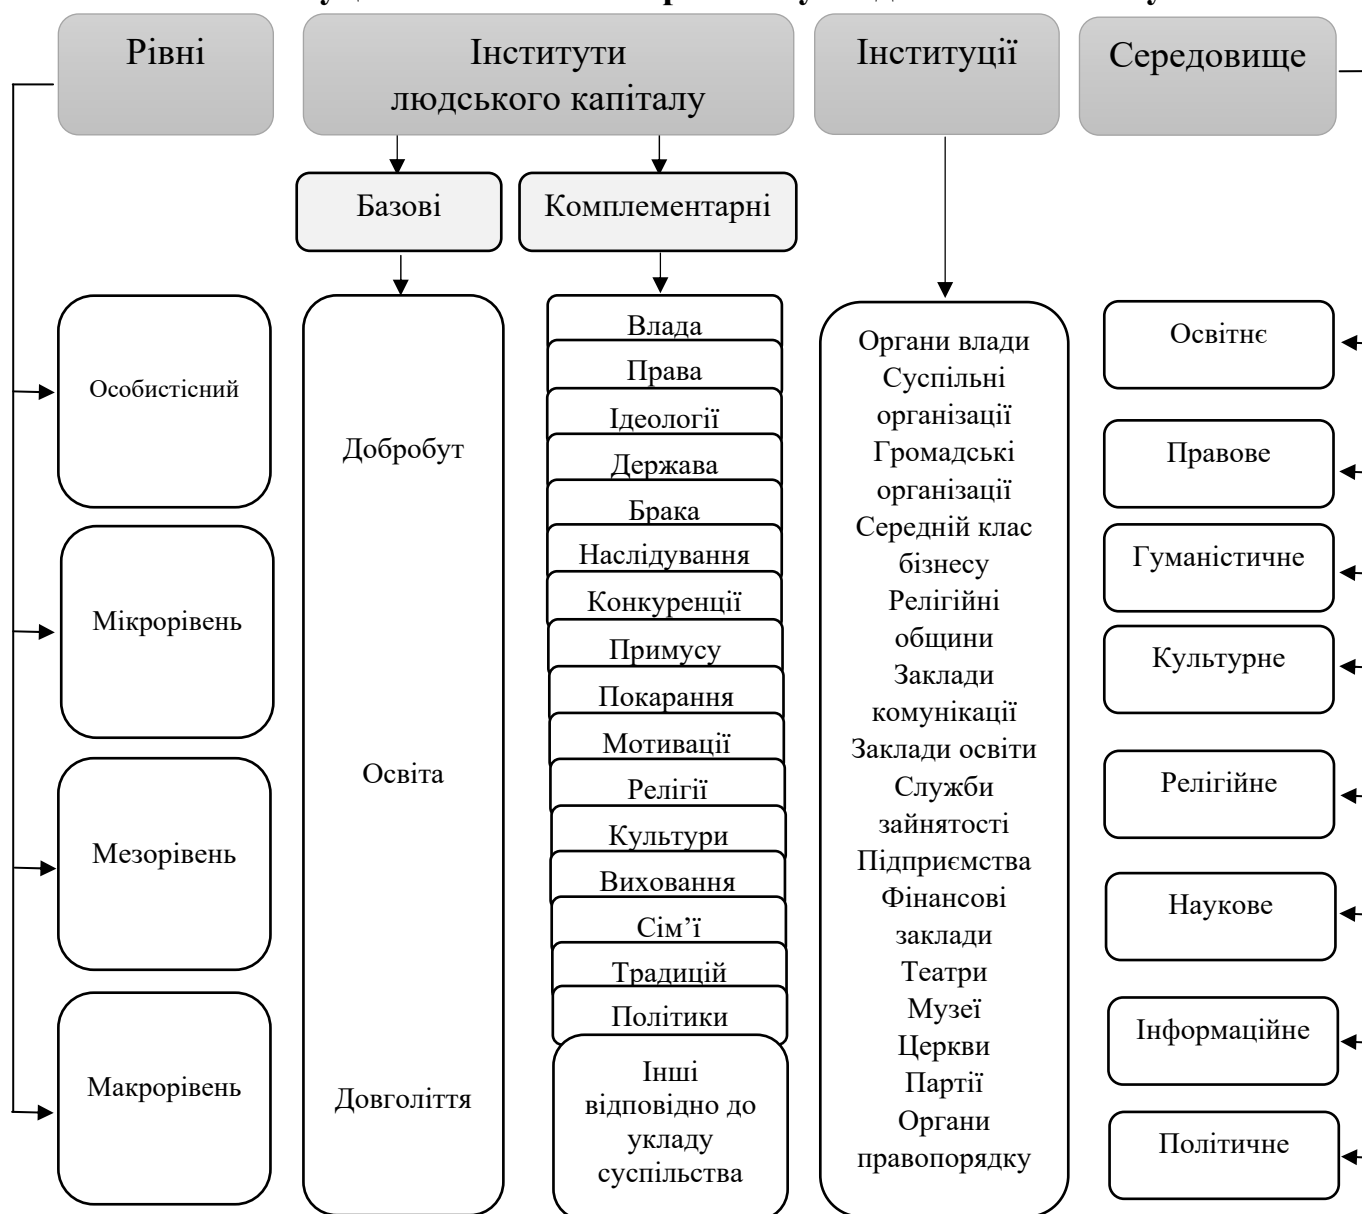 Рівні
Інститути
людського капіталу
Інституції
Середовище
Базові
Комплементарні
Особистісний
Мікрорівень
Мезорівень
Макрорівень
Добробут
Освіта
Довголіття
Влада
Права
Ідеології
Держава
Брака
Наслідування
Конкуренції
Примусу
Покарання
Мотивації
Релігії
Культури
Виховання
Сім’ї
Традицій
Політики
Інші
відповідно до
укладу
суспільства
Органи влади
Суспільні
організації
Громадські
організації
Середній клас
бізнесу
Релігійні
общини
Заклади
комунікації
Заклади освіти
Служби
зайнятості
Підприємства
Фінансові
заклади
Театри
Музеї
Церкви
Партії
Органи
правопорядку
Освітнє
Правове
Гуманістичне
Культурне
Релігійне
Наукове
Інформаційне
Політичне